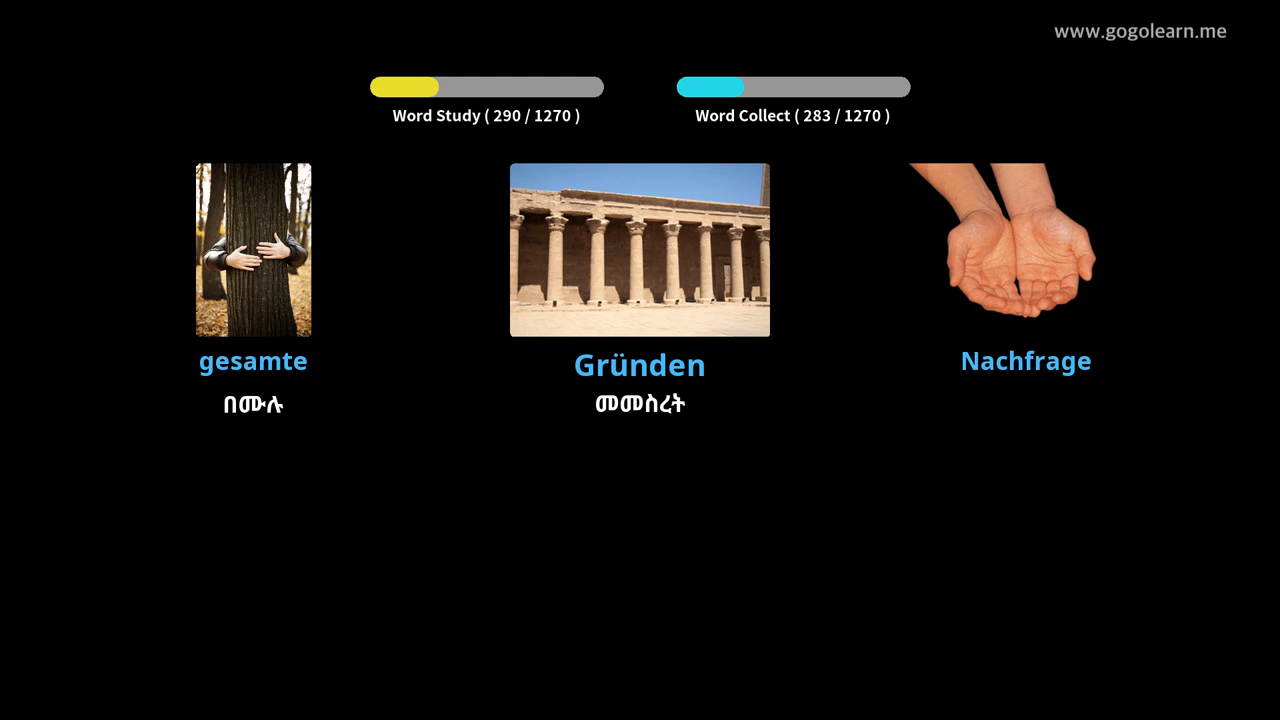 www.gogolearn.me
Word Study ( 290 / 1270 )
Word Collect ( 283 / 1270 )
gesamte
Gründen
Nachfrage
በሙሉ
መመስረት